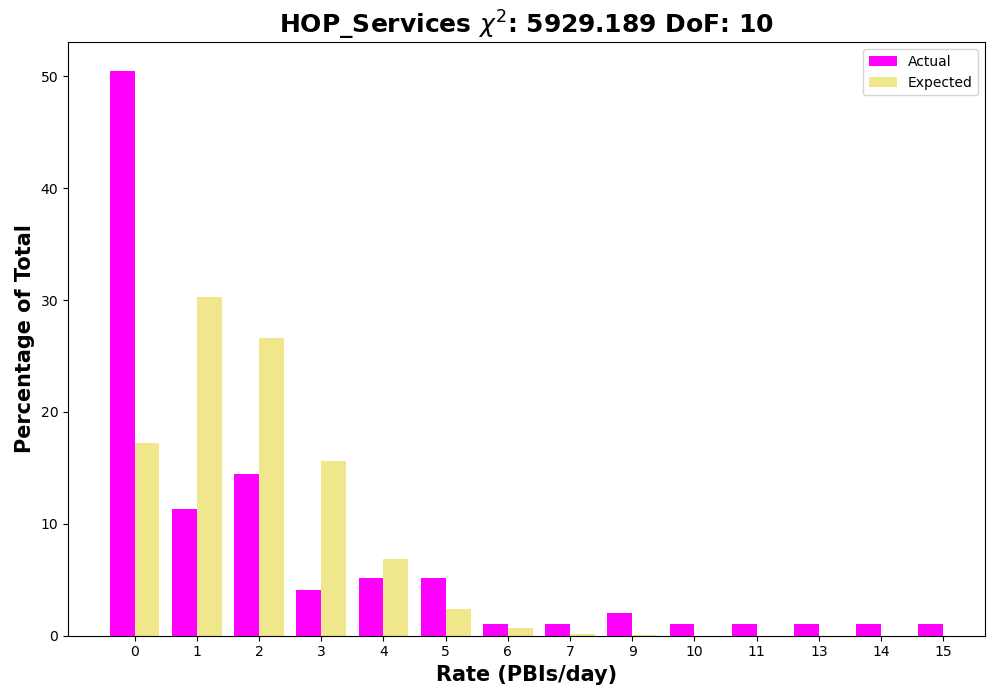 HOP_Services χ²: 5929.189 DoF: 10
Actual
Expected
Percentage of Total
50
40
30
20
10
0
0 1 2 3 4 5 6 7 9 10 11 13 14 15
Rate (PBIs/day)